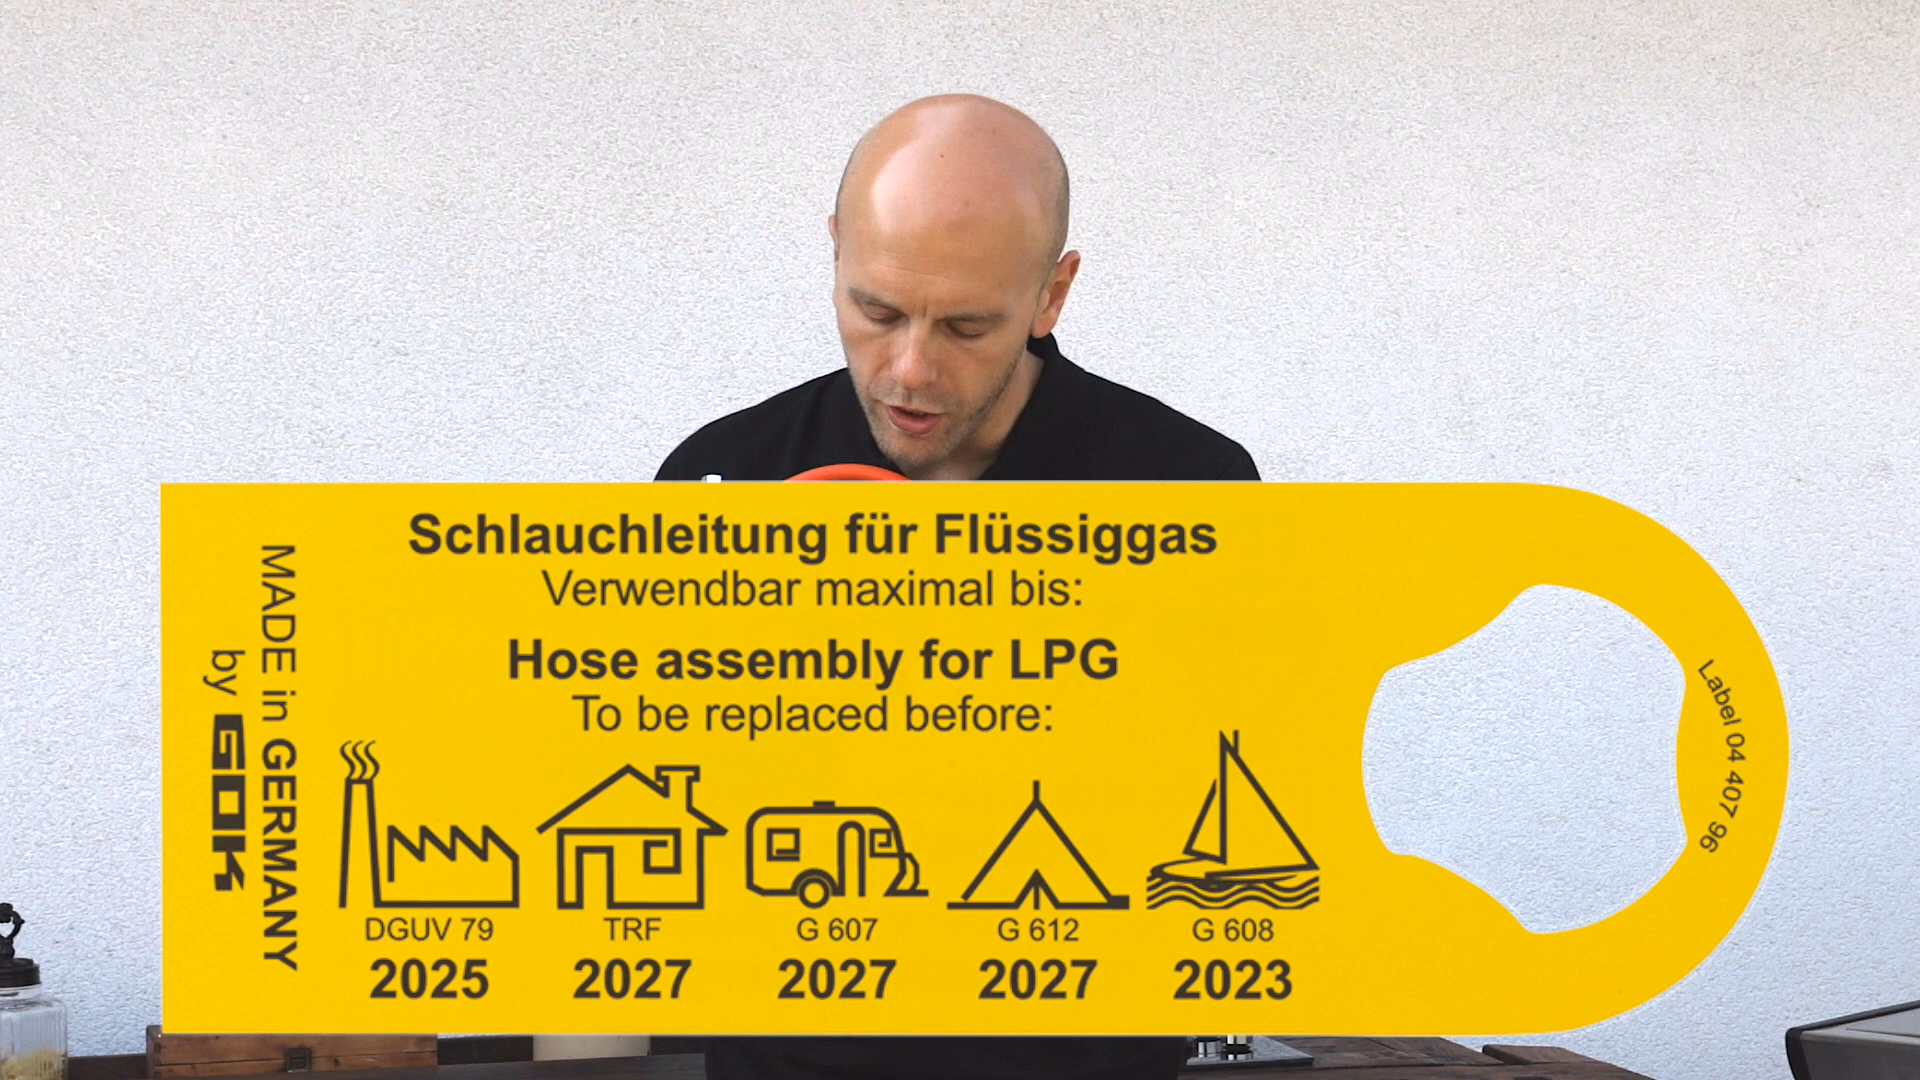 Schlauchleitung für Flüssiggas
Verwendbar maximal bis:
Hose assembly for LPG
To be replaced before:
DGUV 79
TRF
G 607
G 612
G 608
2025
2027
2027
2027
2023
MADE in GERMANY
by GOK
Label 04 407 96